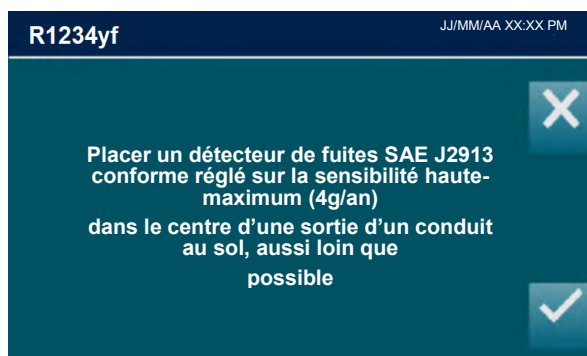 R1234yf
JJ/MM/AA XX:XX PM
Placer un détecteur de fuites SAE J2913
conforme réglé sur la sensibilité haute-
maximum (4g/an)
dans le centre d'une sortie d'un conduit
au sol, aussi loin que
possible